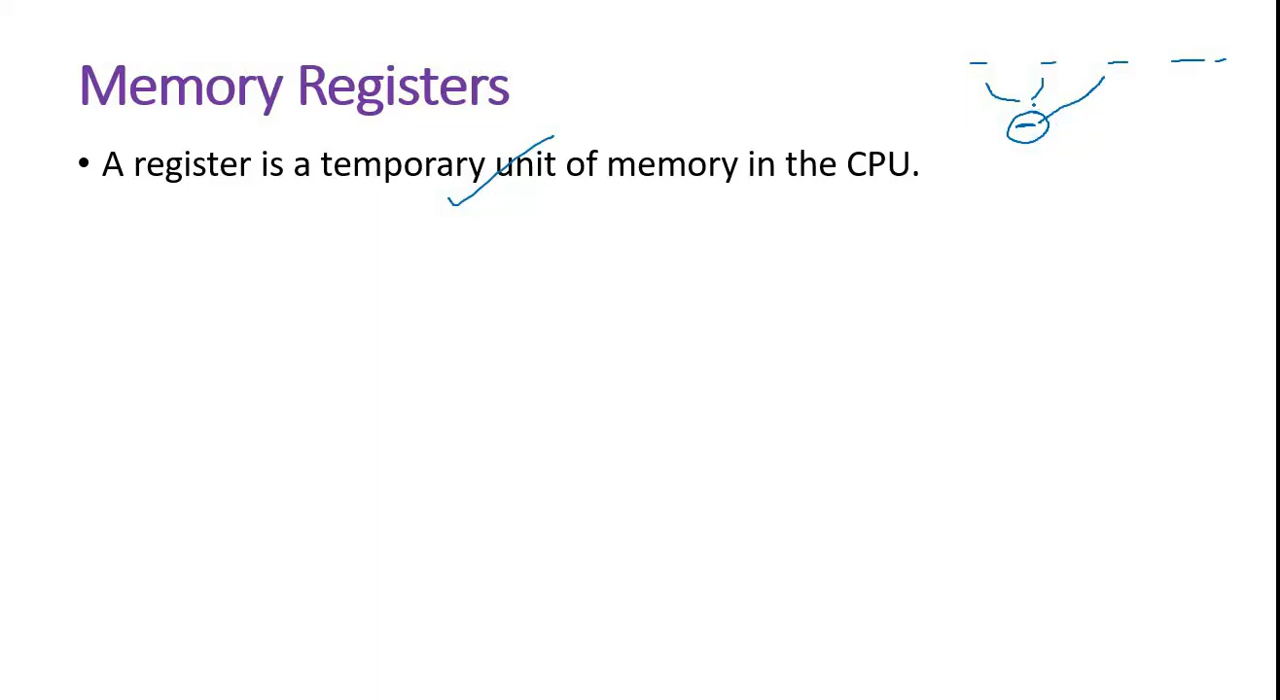 Memory Registers
• A register is a temporary unit of memory in the CPU.